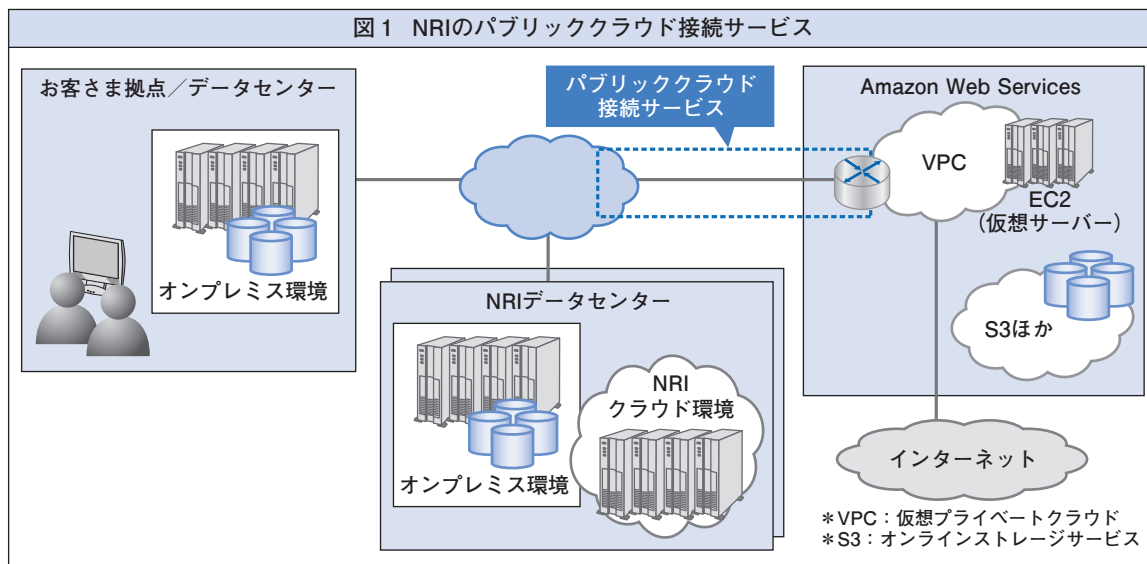 図1 NRIのパブリッククラウド接続サービス
お客さま拠点／データセンター
オンプレミス環境
パブリッククラウド
接続サービス
Amazon Web Services
VPC
EC2
（仮想サーバー）
S3ほか
NRIデータセンター
オンプレミス環境
NRI
クラウド環境
インターネット
＊VPC：仮想プライベートクラウド
＊S3：オンラインストレージサービス